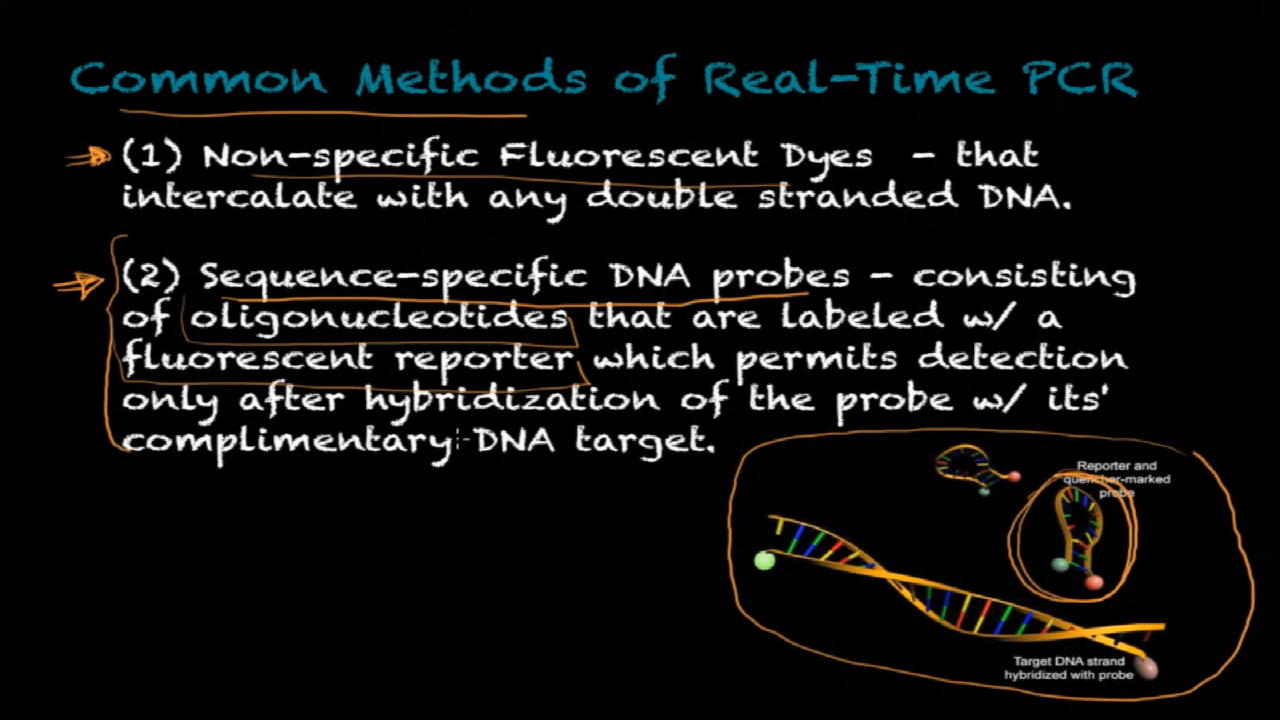 Common Methods of Real-Time PCR
(1) Non-specific Fluorescent Dyes - that
intercalate with any double stranded DNA.
(2) Sequence-specific DNA probes - consisting
of oligonucleotides that are labeled w/ a
fluorescent reporter which permits detection
only after hybridization of the probe w/ its'
complimentary DNA target.
Reporter and
quencher-marked
probe
Target DNA strand
hybridized with probe